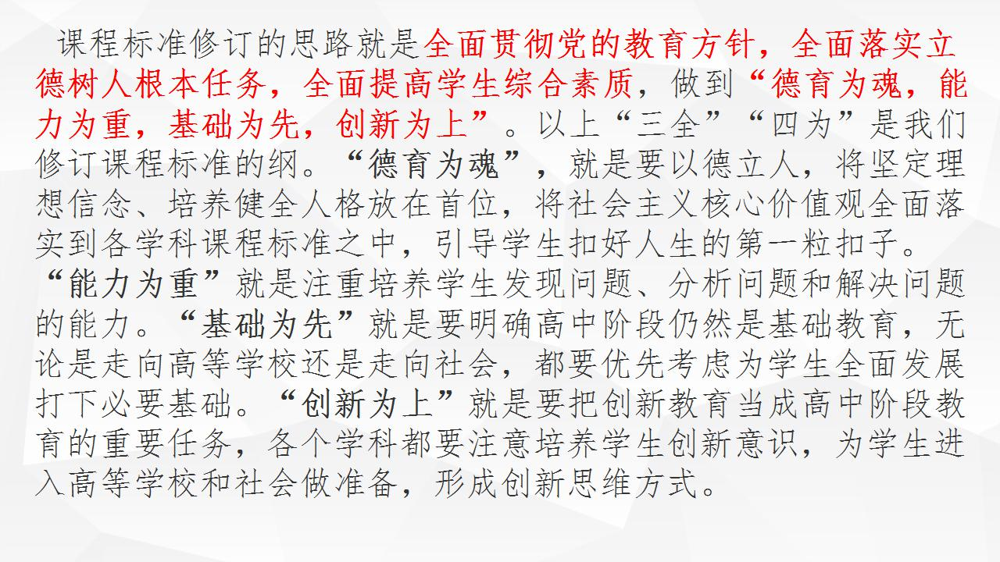 课程标准修订的思路就是全面贯彻党的教育方针，全面落实立
德树人根本任务，全面提高学生综合素质，做到“德育为魂，能
力为重，基础为先，创新为上”。以上“三全”“四为”是我们
修订课程标准的纲。“德育为魂”，就是要以德立人，将坚定理
想信念、培养健全人格放在首位，将社会主义核心价值观全面落
实到各学科课程标准之中，引导学生扣好人生的第一粒扣子。
“能力为重”就是注重培养学生发现问题、分析问题和解决问题
的能力。“基础为先”就是要明确高中阶段仍然是基础教育，无
论是走向高等学校还是走向社会，都要优先考虑为学生全面发展
打下必要基础。“创新为上”就是要把创新教育当成高中阶段教
育的重要任务，各个学科都要注意培养学生创新意识，为学生进
入高等学校和社会做准备，形成创新思维方式。